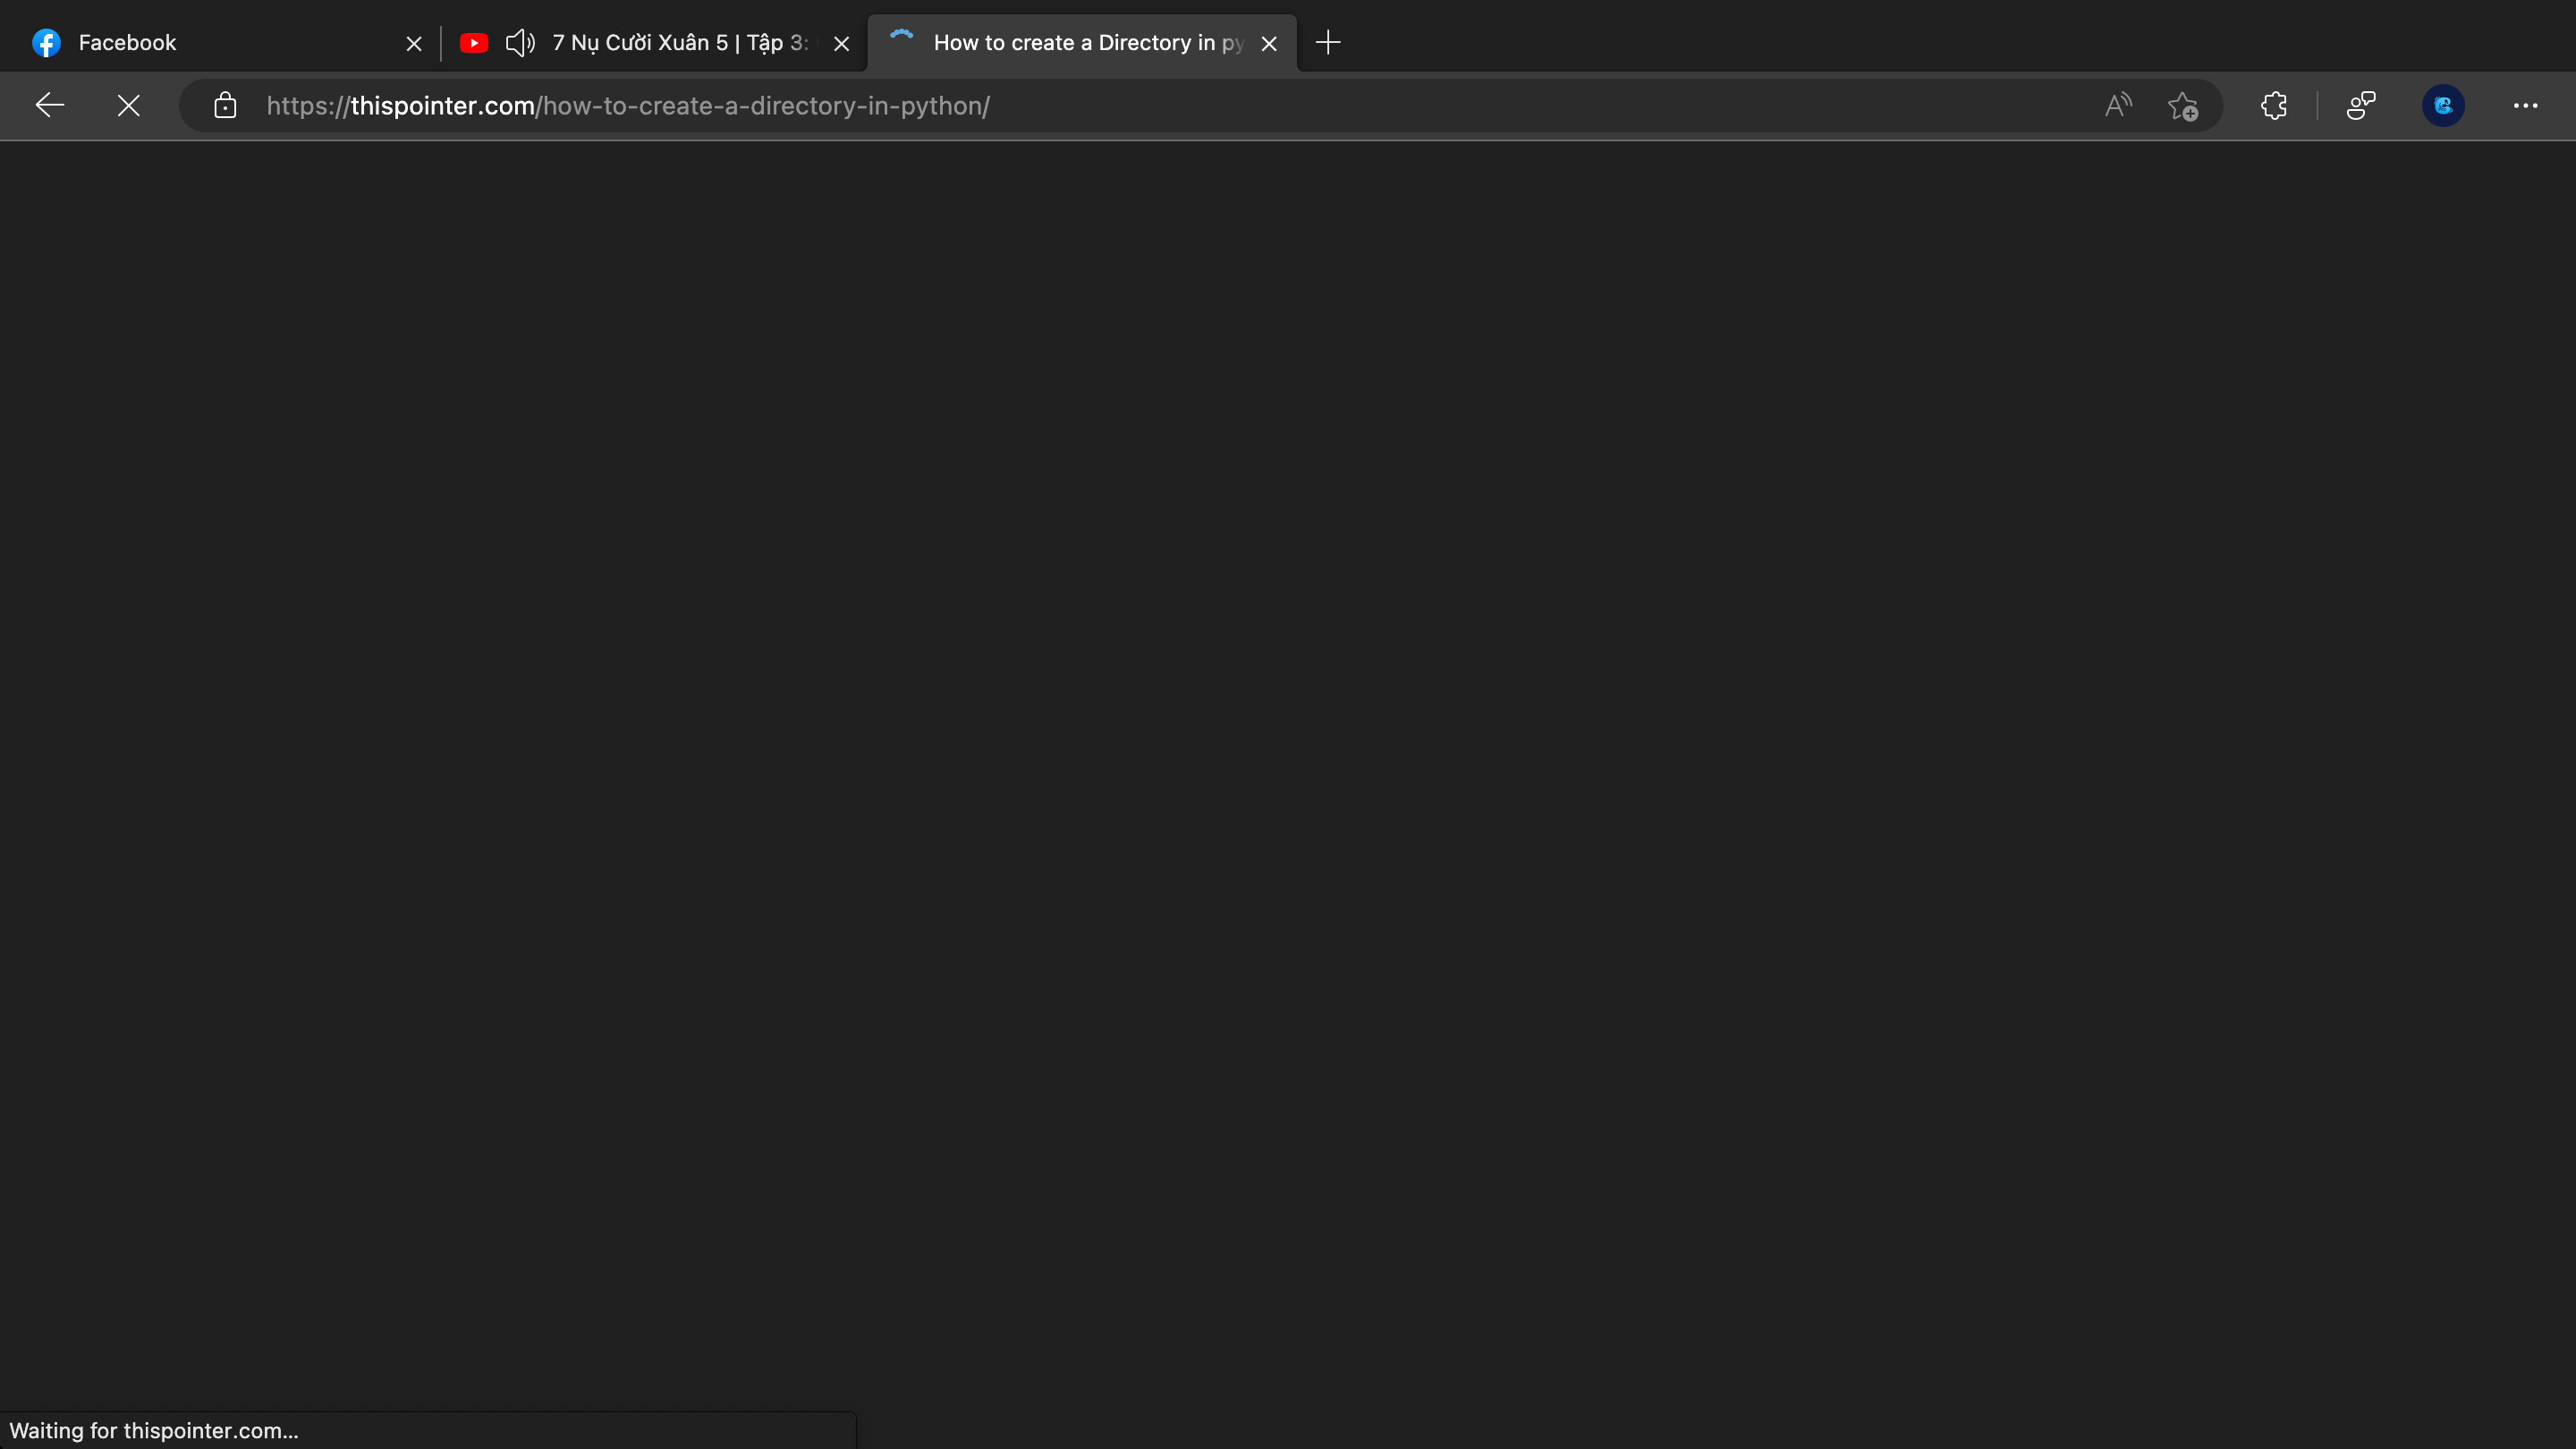 Facebook
7 Nụ Cười Xuân 5 | Tập 3:
How to create a Directory in py
https://thispointer.com/how-to-create-a-directory-in-python/
Waiting for thispointer.com...